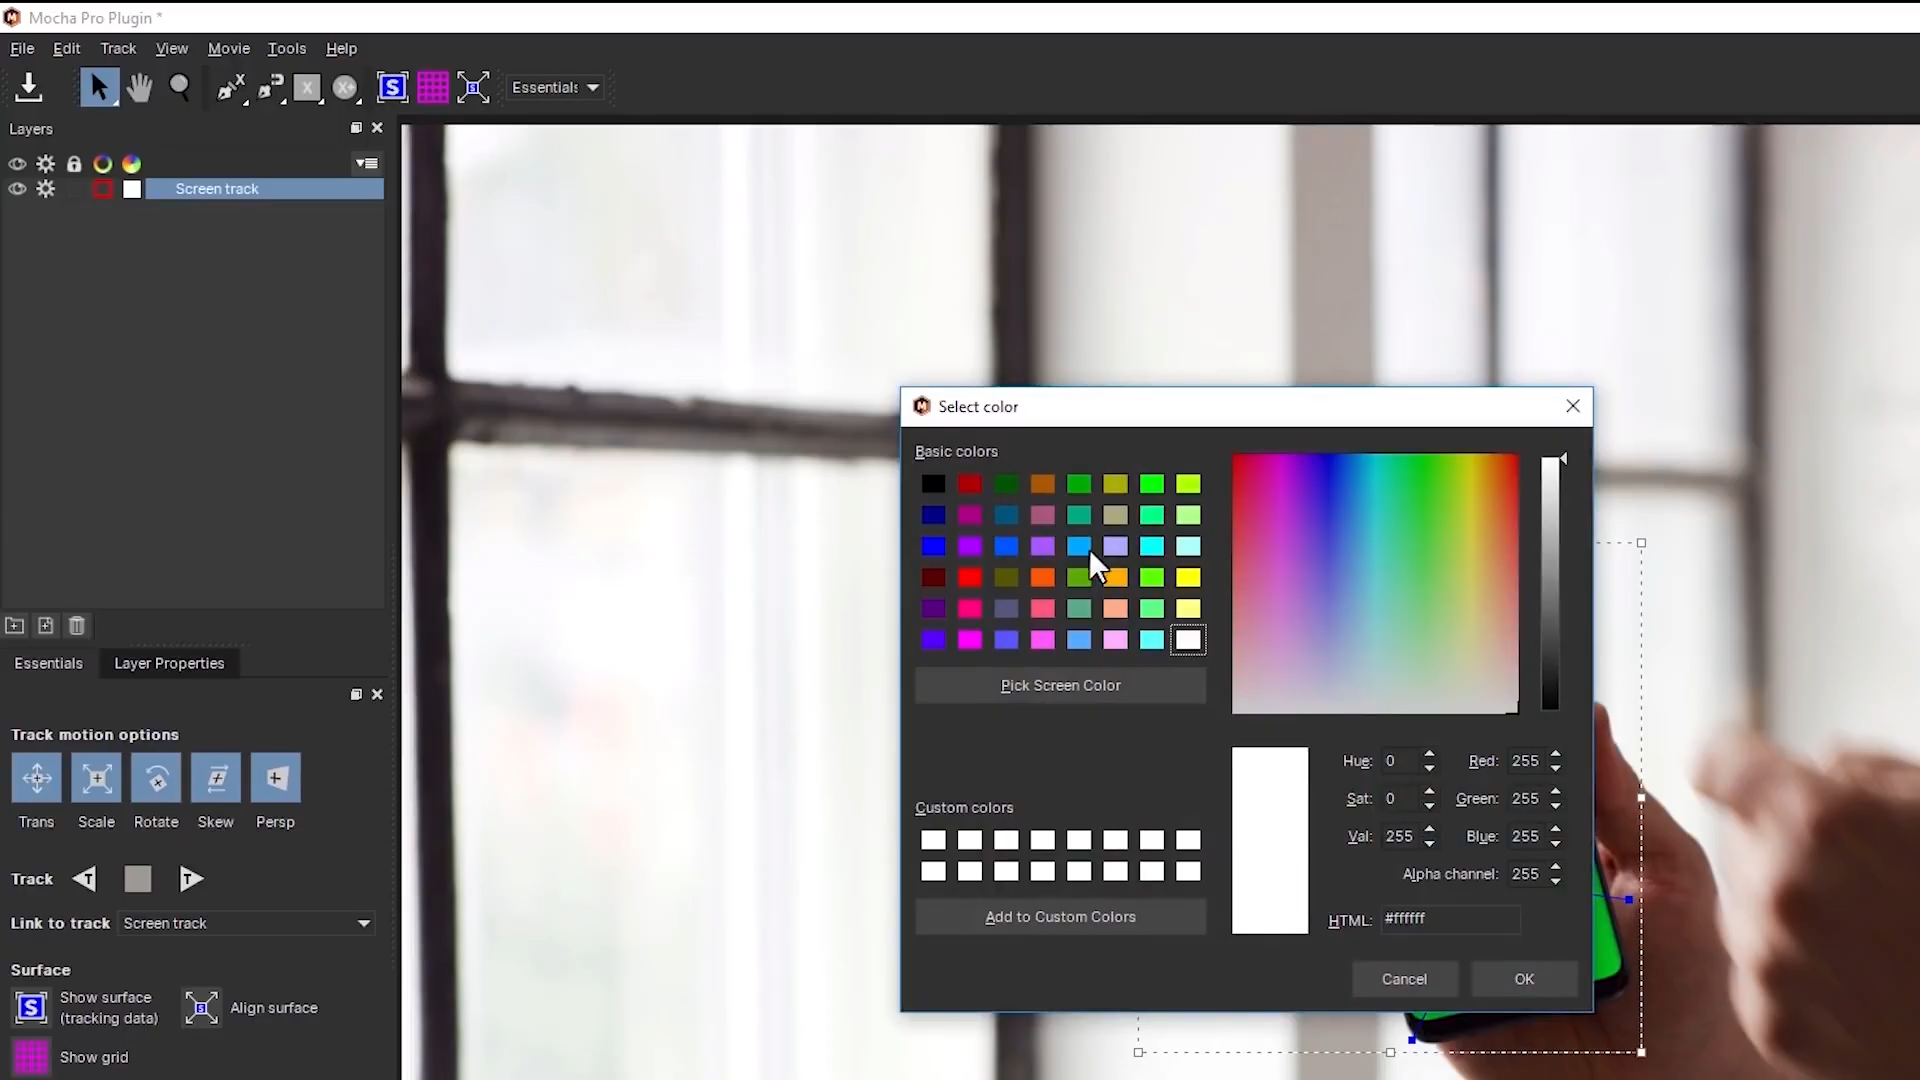 Mocha Pro Plugin *
File Edit Track View Movie Tools Help
Essentials
Layers
Screen track
Essentials Layer Properties
Track motion options
Trans Scale Rotate Skew Persp
Track
Link to track Screen track
Surface
Show surface
(tracking data)
Align surface
Show grid
Select color
Basic colors
Pick Screen Color
Custom colors
Add to Custom Colors
Hue: 0 Red: 255
Sat: 0 Green: 255
Val: 255 Blue: 255
Alpha channel: 255
HTML: #ffffff
Cancel OK